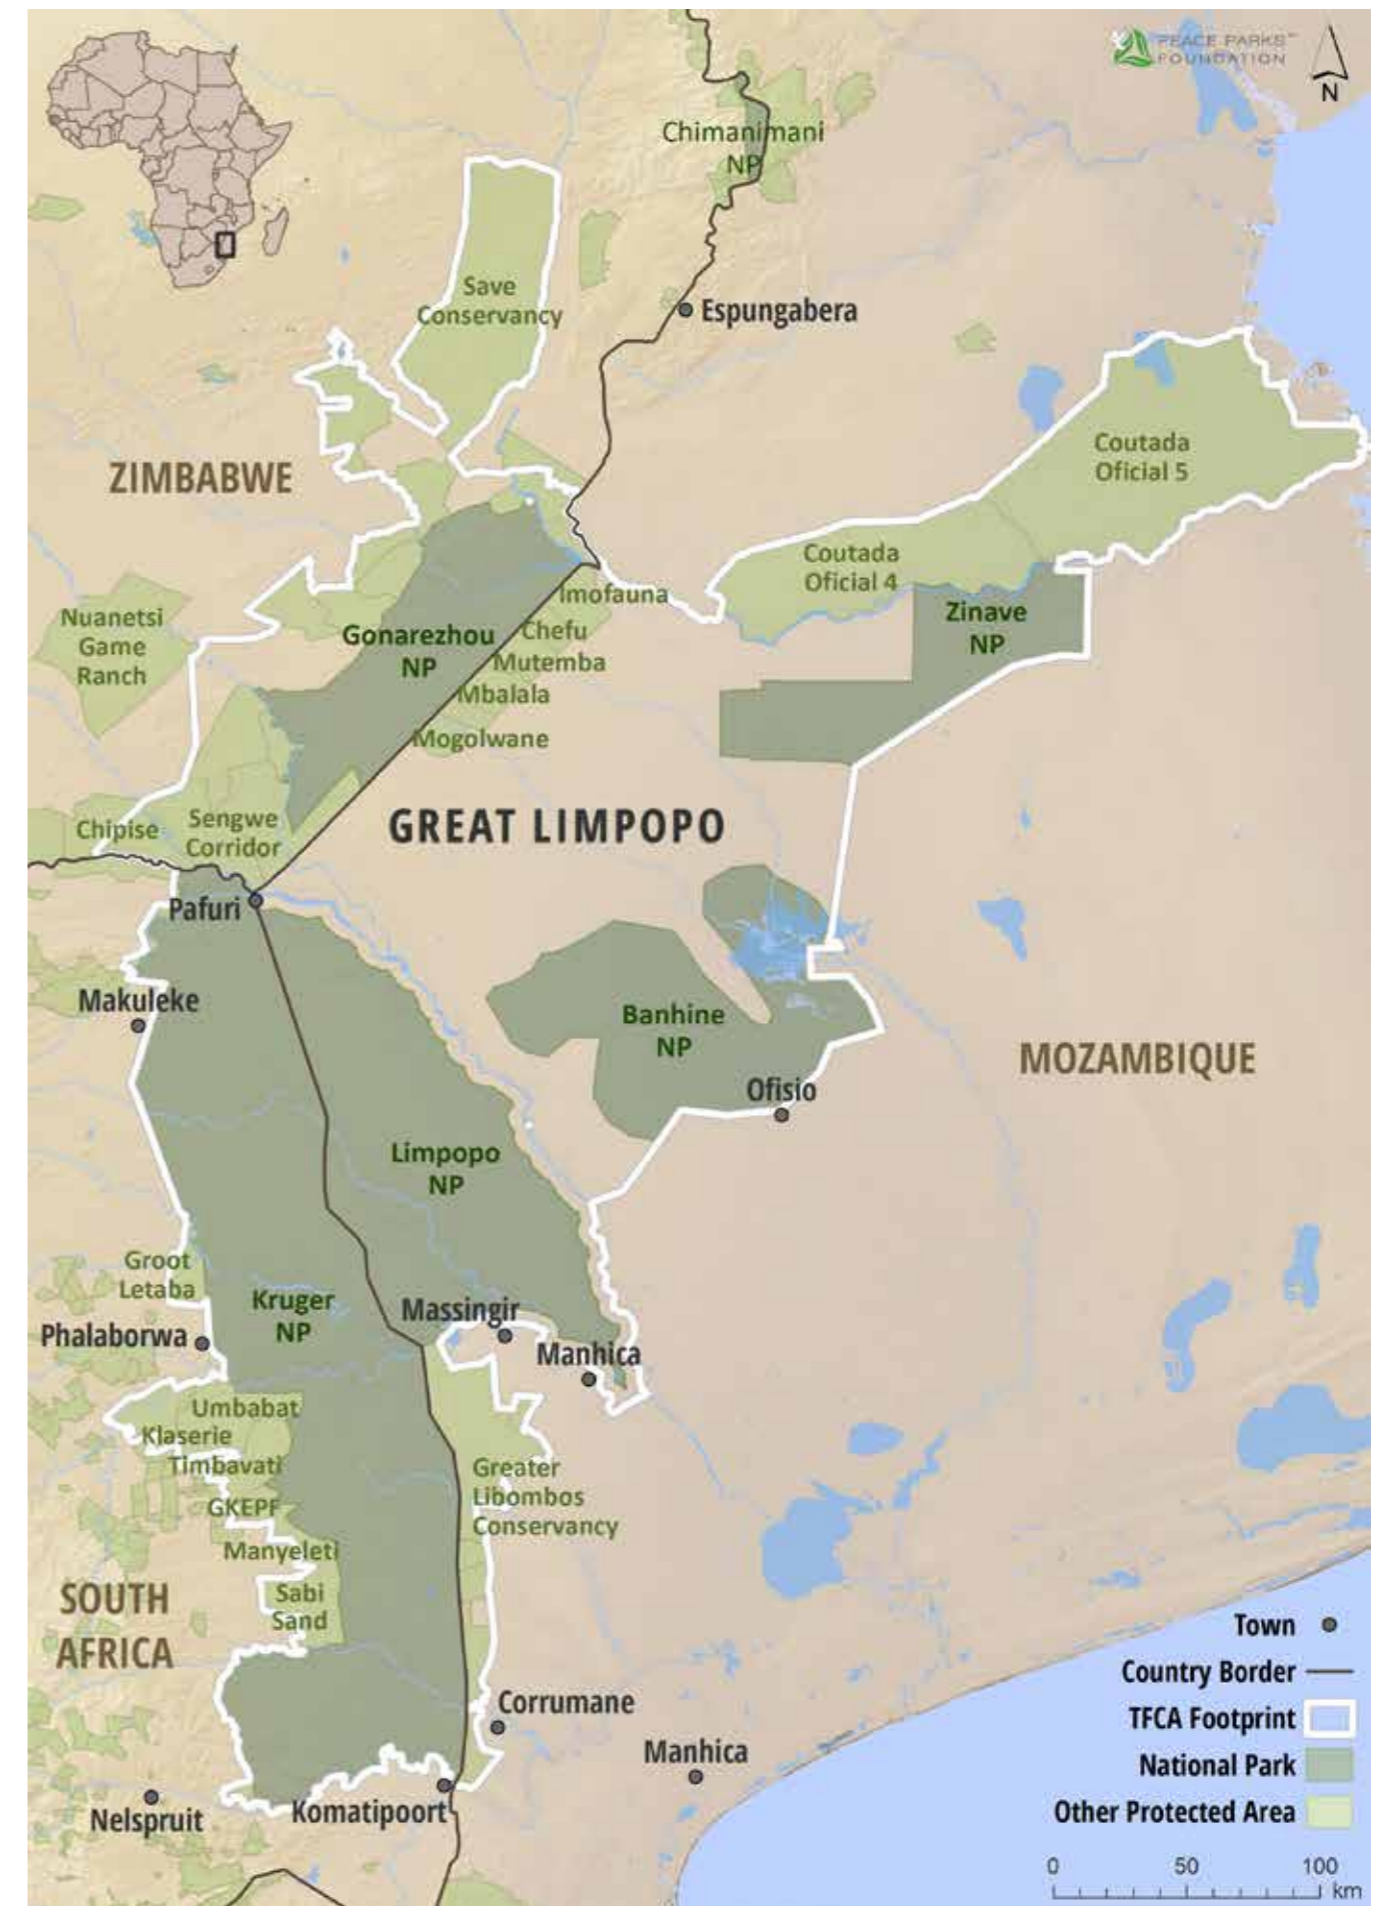 PEACE PARKS™
FOUNDATION
N
Chimanimani
NP
Save
Conservancy
Espungabera
ZIMBABWE
Coutada
Oficial 5
Coutada
Oficial 4
Imofauna
Zinave
NP
Nuanetsi
Game
Ranch
Gonarezhou
NP
Chefu
Mutemba
Mbalala
Mogolwane
Chipise
Sengwe
Corridor
GREAT LIMPOPO
Pafuri
Makuleke
Banhine
NP
MOZAMBIQUE
Ofisio
Limpopo
NP
Groot
Letaba
Kruger
NP
Massingir
Phalaborwa
Manhica
Umbabat
Klaserie
Timbavati
GKEPF
Manyeleti
Sabi
Sand
Greater
Libombos
Conservancy
SOUTH
AFRICA
Corrumane
Manhica
Nelspruit
Komatipoort
Town
Country Border
TFCA Footprint
National Park
Other Protected Area
0 50 100
km